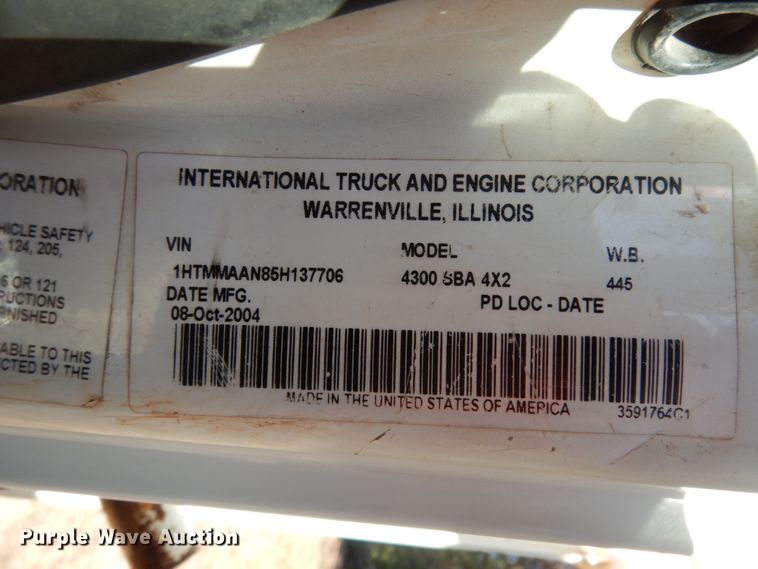 ORATION
HICLE SAFETY
124, 205,
6 OR 121
RUCTIONS
RNISHED
ABLE TO THIS
CTED BY THE
INTERNATIONAL TRUCK AND ENGINE CORPORATION
WARRENVILLE, ILLINOIS
VIN MODEL W.B.
1HTMMAAN85H137706 4300 SBA 4X2 445
DATE MFG. PD LOC - DATE
08-Oct-2004
MADE IN THE UNITED STATES OF AMERICA 3591764C1
Purple Wave Auction